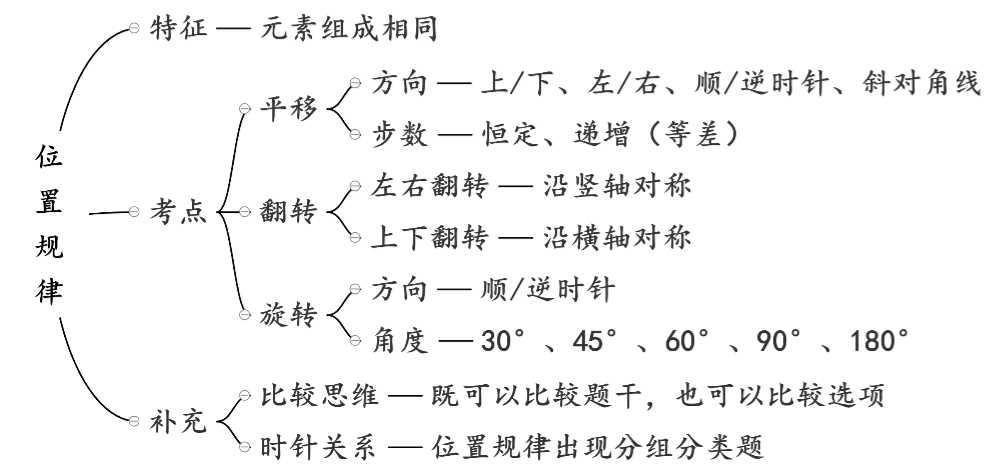 位置规律
特征 — 元素组成相同
考点
平移
方向 — 上/下、左/右、顺/逆时针、斜对角线
步数 — 恒定、递增（等差）
翻转
左右翻转 — 沿竖轴对称
上下翻转 — 沿横轴对称
旋转
方向 — 顺/逆时针
角度 — 30°、45°、60°、90°、180°
补充
比较思维 — 既可以比较题干，也可以比较选项
时针关系 — 位置规律出现分组分类题